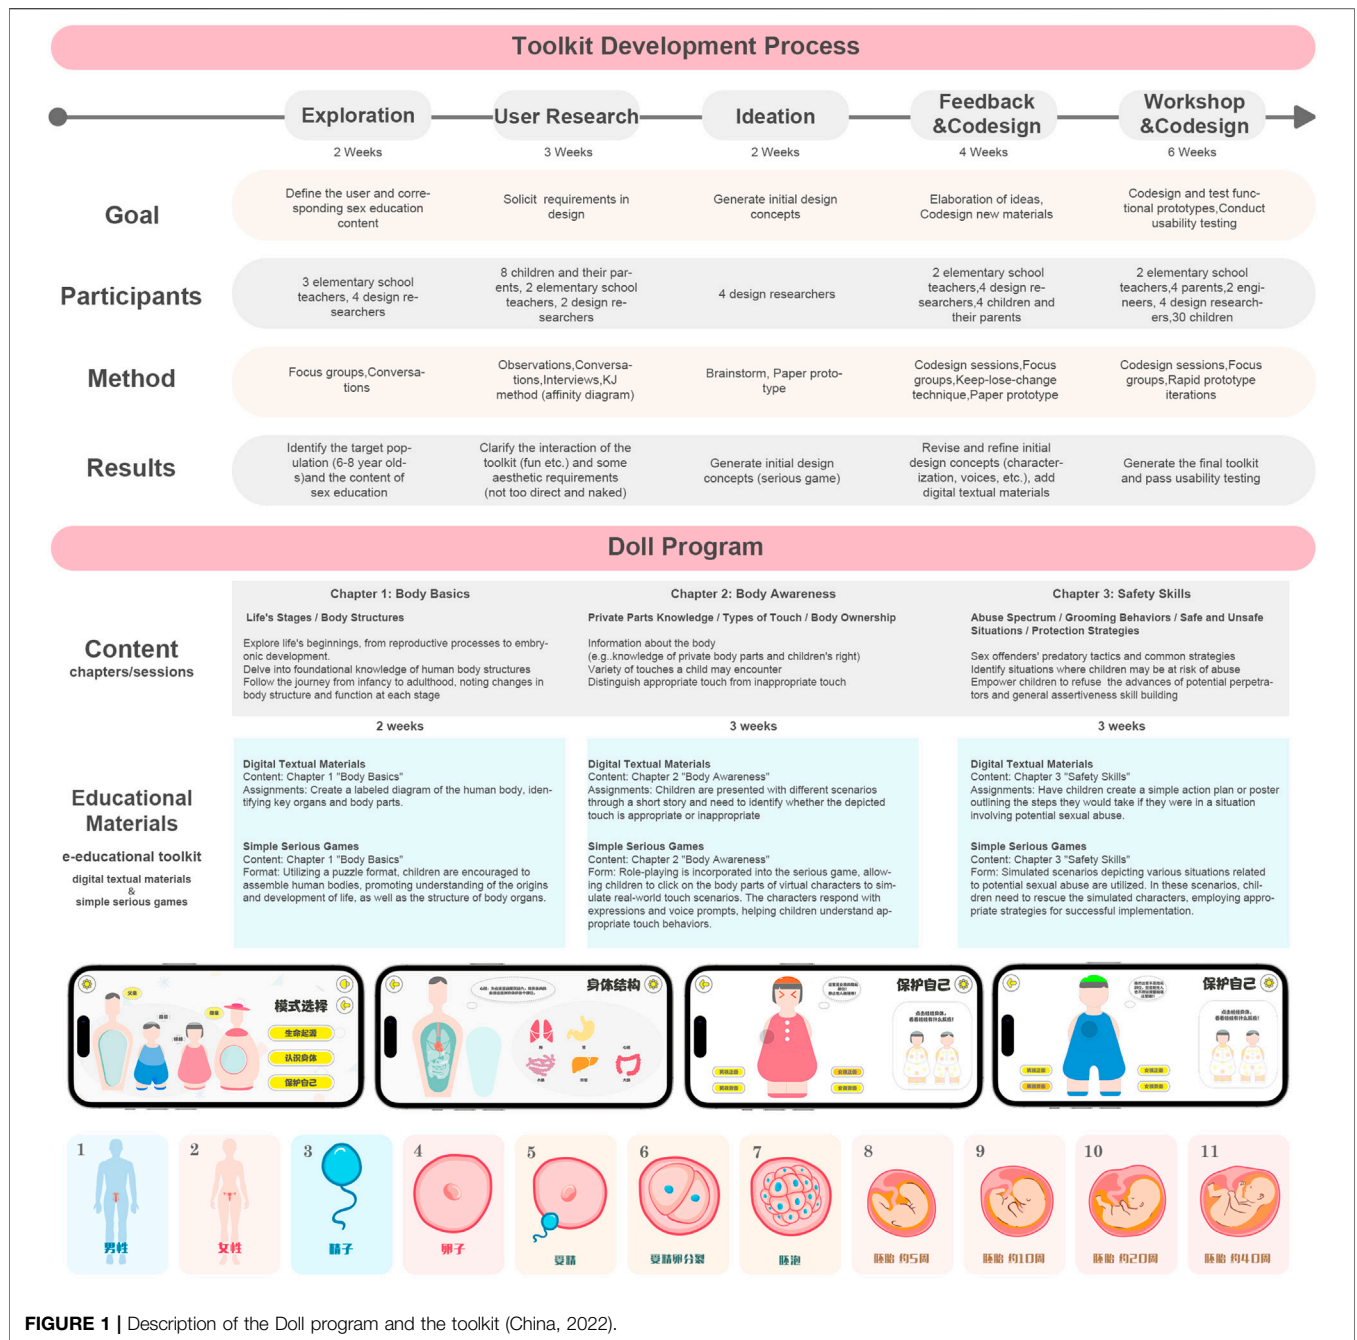 Toolkit Development Process
Exploration
User Research
Ideation
Feedback
&Codesign
Workshop
&Codesign
2 Weeks
3 Weeks
2 Weeks
4 Weeks
6 Weeks
Goal
Define the user and corre-
sponding sex education
content
Solicit requirements in
design
Generate initial design
concepts
Elaboration of ideas,
Codesign new materials
Codesign and test func-
tional prototypes,Conduct
usability testing
Participants
3 elementary school
teachers, 4 design re-
searchers
8 children and their par-
ents, 2 elementary school
teachers, 2 design re-
searchers
4 design researchers
2 elementary school
teachers,4 design re-
searchers,4 children and
their parents
2 elementary school
teachers,4 parents,2 engi-
neers, 4 design research-
ers,30 children
Method
Focus groups,Conversa-
tions
Observations,Conversa-
tions,Interviews,KJ
method (affinity diagram)
Brainstorm, Paper proto-
type
Codesign sessions,Focus
groups,Keep-lose-change
technique,Paper prototype
Codesign sessions,Focus
groups,Rapid prototype
iterations
Results
Identify the target pop-
ulation (6-8 year old-
s)and the content of
sex education
Clarify the interaction of the
toolkit (fun etc.) and some
aesthetic requirements
(not too direct and naked)
Generate initial design
concepts (serious game)
Revise and refine initial
design concepts (character-
ization, voices, etc.), add
digital textual materials
Generate the final toolkit
and pass usability testing
Doll Program
Content
chapters/sessions
Chapter 1: Body Basics
Life's Stages / Body Structures
Explore life's beginnings, from reproductive processes to embry-
onic development.
Delve into foundational knowledge of human body structures
Follow the journey from infancy to adulthood, noting changes in
body structure and function at each stage
Chapter 2: Body Awareness
Private Parts Knowledge / Types of Touch / Body Ownership
Information about the body
(e.g..knowledge of private body parts and children's right)
Variety of touches a child may encounter
Distinguish appropriate touch from inappropriate touch
Chapter 3: Safety Skills
Abuse Spectrum / Grooming Behaviors / Safe and Unsafe
Situations / Protection Strategies
Sex offenders' predatory tactics and common strategies
Identify situations where children may be at risk of abuse
Empower children to refuse the advances of potential perpetra-
tors and general assertiveness skill building
2 weeks
3 weeks
3 weeks
Educational
Materials
e-educational toolkit
digital textual materials
&
simple serious games
Digital Textual Materials
Content: Chapter 1 "Body Basics"
Assignments: Create a labeled diagram of the human body, iden-
tifying key organs and body parts.
Simple Serious Games
Content: Chapter 1 "Body Basics"
Format: Utilizing a puzzle format, children are encouraged to
assemble human bodies, promoting understanding of the origins
and development of life, as well as the structure of body organs.
Digital Textual Materials
Content: Chapter 2 "Body Awareness"
Assignments: Children are presented with different scenarios
through a short story and need to identify whether the depicted
touch is appropriate or inappropriate
Simple Serious Games
Content: Chapter 2 "Body Awareness"
Form: Role-playing is incorporated into the serious game, allow-
ing children to click on the body parts of virtual characters to sim-
ulate real-world touch scenarios. The characters respond with
expressions and voice prompts, helping children understand ap-
propriate touch behaviors.
Digital Textual Materials
Content: Chapter 3 "Safety Skills"
Assignments: Have children create a simple action plan or poster
outlining the steps they would take if they were in a situation
involving potential sexual abuse.
Simple Serious Games
Content: Chapter 3 "Safety Skills"
Form: Simulated scenarios depicting various situations related
to potential sexual abuse are utilized. In these scenarios, chil-
dren need to rescue the simulated characters, employing appro-
priate strategies for successful implementation.
模式选择
生命起源
认识身体
保护自己
身体结构
保护自己
点击娃娃身体,
看看娃娃有什么反应!
保护自己
点击娃娃身体,
看看娃娃有什么反应!
1
男性
2
女性
3
精子
4
卵子
5
受精
6
受精卵分裂
7
胚泡
8
胚胎 约5周
9
胚胎 约10周
10
胚胎 约20周
11
胚胎 约40周
FIGURE 1 | Description of the Doll program and the toolkit (China, 2022).